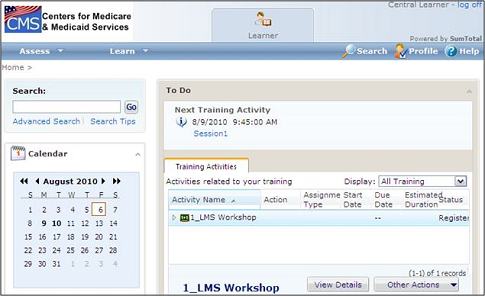 Central Learner - log off
CMS Centers for Medicare
& Medicaid Services
Learner
Powered by SumTotal
Assess Learn Search Profile ? Help
Home >
Search:
Go
Advanced Search Search Tips
Calendar
August 2010
S M T W T F S
1 2 3 4 5 6 7
8 9 10 11 12 13 14
15 16 17 18 19 20 21
22 23 24 25 26 27 28
29 30 31 1 2 3 4
To Do
Next Training Activity
8/9/2010 9:45:00 AM
Session1
Training Activities
Activities related to your training Display: All Training
Activity Name Action Assignme Type Start Date Due Date Estimated Duration Status
1_LMS Workshop -- Register
(1-1) of 1 records
1_LMS Workshop View Details Other Actions